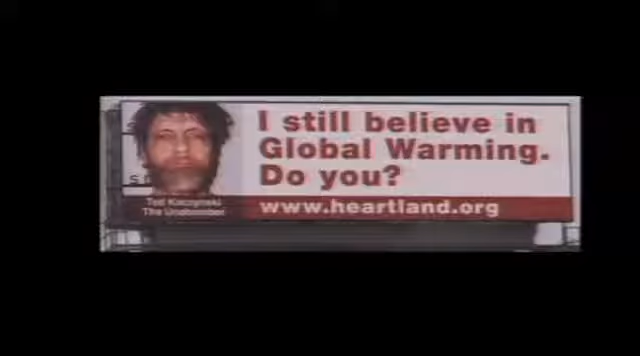 I still believe in
Global Warming.
Do you?
Ted Kaczynski
The Unabomber
www.heartland.org